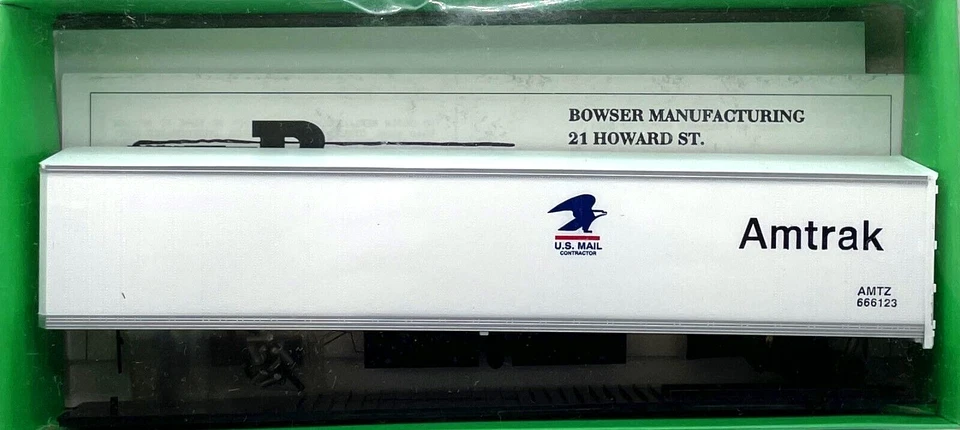 BOWSER MANUFACTURING
21 HOWARD ST.
U.S. MAIL
CONTRACTOR
Amtrak
AMTZ
666123